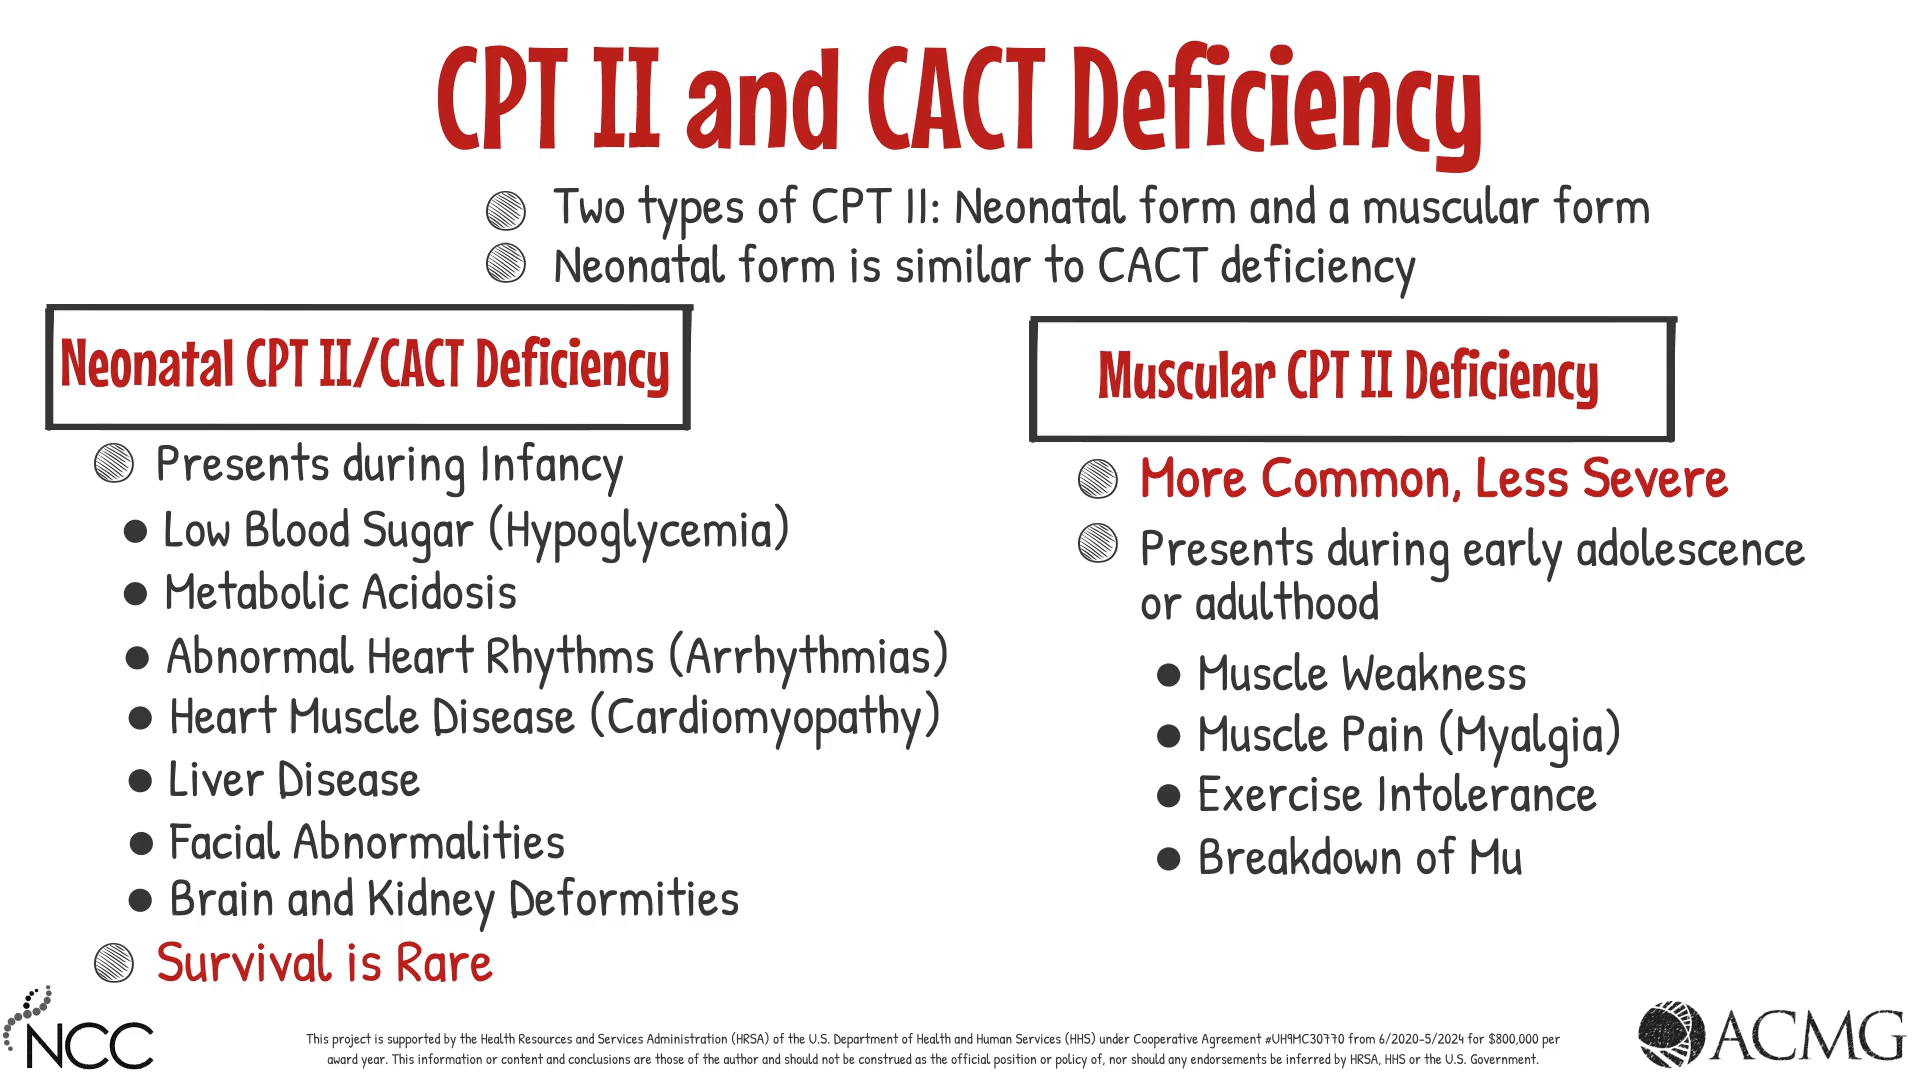 CPT II and CACT Deficiency
Two types of CPT II: Neonatal form and a muscular form
Neonatal form is similar to CACT deficiency
Neonatal CPT II/CACT Deficiency
Presents during Infancy
Low Blood Sugar (Hypoglycemia)
Metabolic Acidosis
Abnormal Heart Rhythms (Arrhythmias)
Heart Muscle Disease (Cardiomyopathy)
Liver Disease
Facial Abnormalities
Brain and Kidney Deformities
Survival is Rare
Muscular CPT II Deficiency
More Common, Less Severe
Presents during early adolescence
or adulthood
Muscle Weakness
Muscle Pain (Myalgia)
Exercise Intolerance
Breakdown of Mu
NCC
This project is supported by the Health Resources and Services Administration (HRSA) of the U.S. Department of Health and Human Services (HHS) under Cooperative Agreement #UH9MC30770 from 6/2020-5/2024 for $800,000 per
award year. This information or content and conclusions are those of the author and should not be construed as the official position or policy of, nor should any endorsements be inferred by HRSA, HHS or the U.S. Government.
ACMG